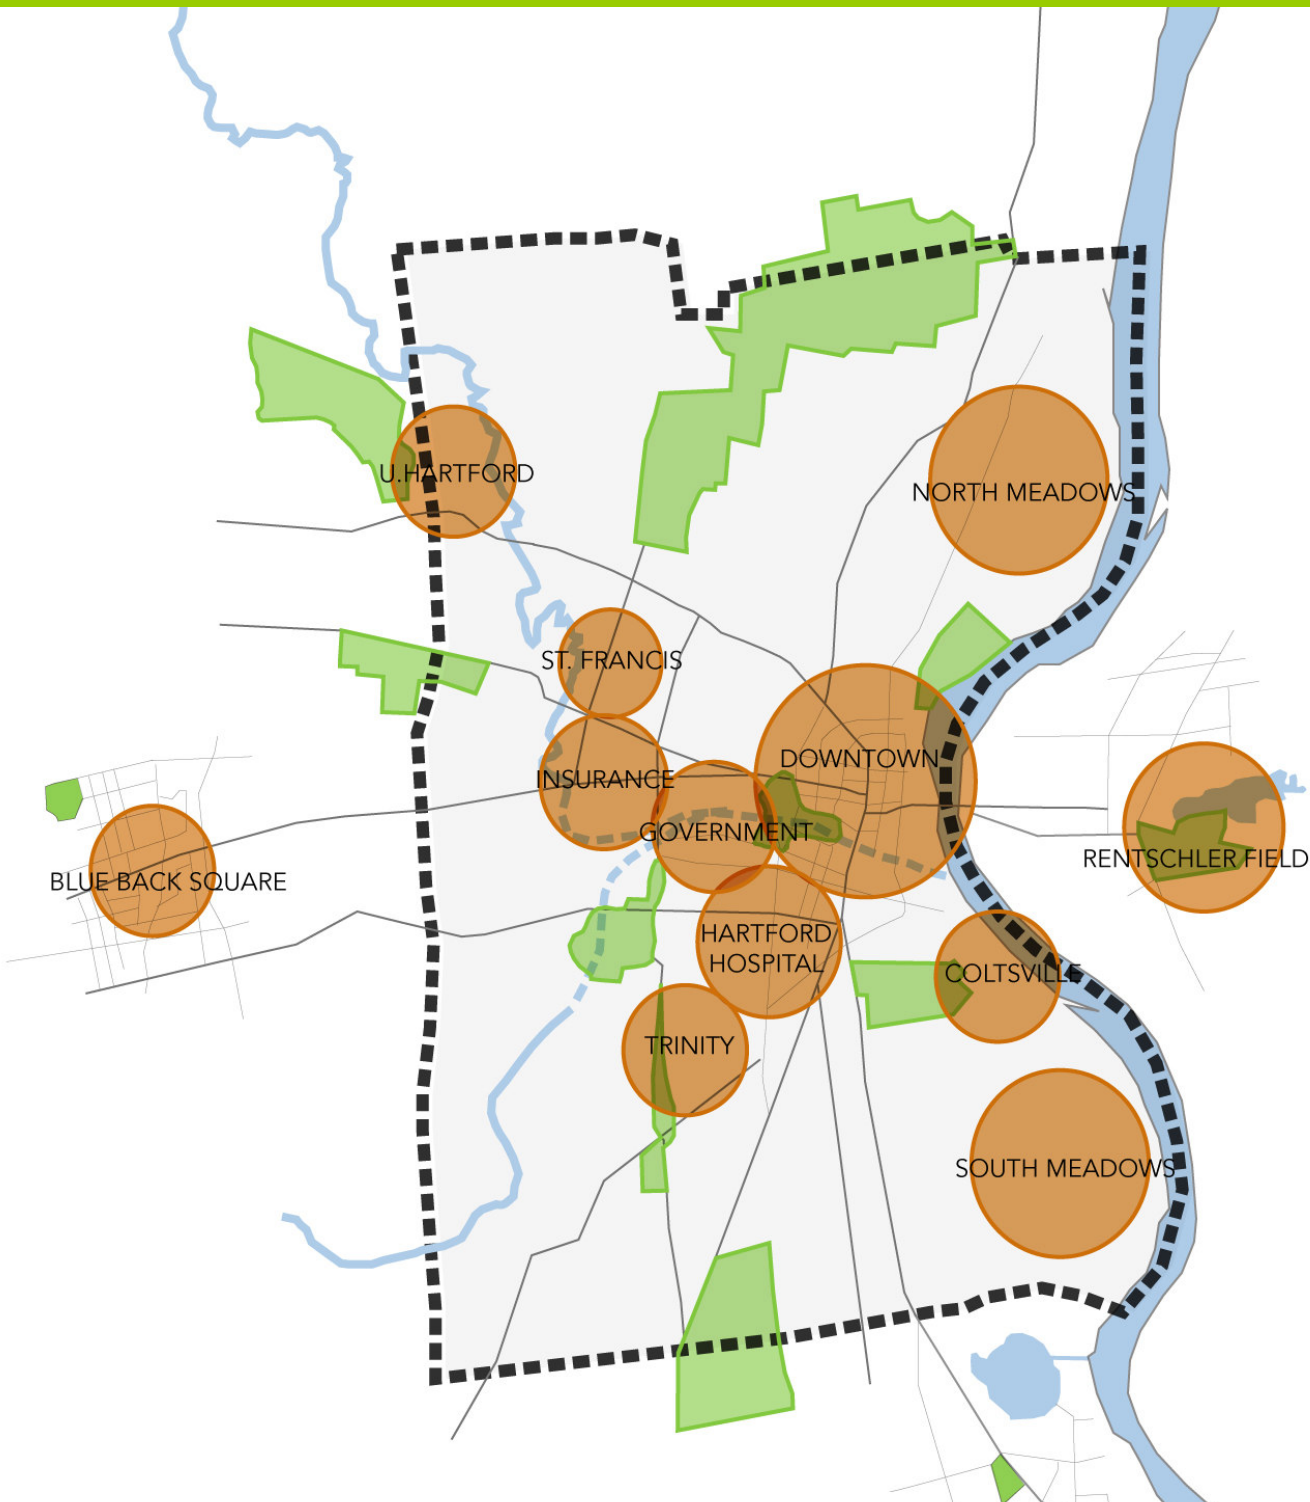 U.HARTFORD
NORTH MEADOWS
ST. FRANCIS
DOWNTOWN
INSURANCE
GOVERNMENT
RENTSCHLER FIELD
BLUE BACK SQUARE
HARTFORD
HOSPITAL
COLTSVILLE
TRINITY
SOUTH MEADOWS